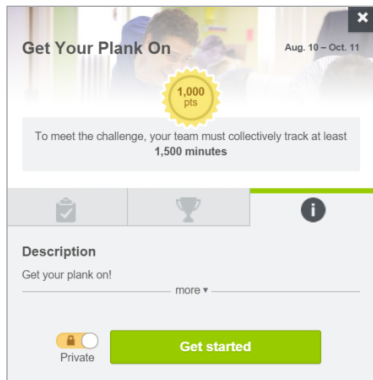 Get Your Plank On
Aug. 10 – Oct. 11
1,000
pts
To meet the challenge, your team must collectively track at least
1,500 minutes
i
Description
Get your plank on!
more ▾
Get started
Private